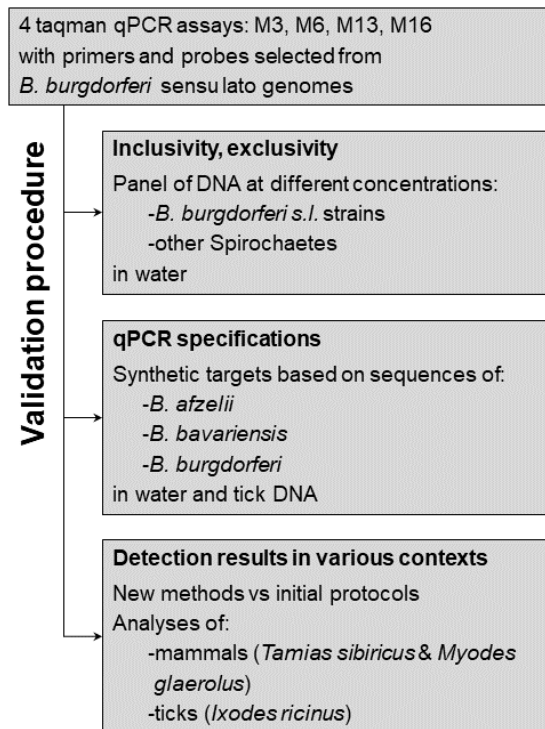 4 taqman qPCR assays: M3, M6, M13, M16
with primers and probes selected from
B. burgdorferi sensu lato genomes
Validation procedure
Inclusivity, exclusivity
Panel of DNA at different concentrations:
-B. burgdorferi s.l. strains
-other Spirochaetes
in water
qPCR specifications
Synthetic targets based on sequences of:
-B. afzelii
-B. bavariensis
-B. burgdorferi
in water and tick DNA
Detection results in various contexts
New methods vs initial protocols
Analyses of:
-mammals (Tamias sibiricus & Myodes
glaerolus)
-ticks (Ixodes ricinus)